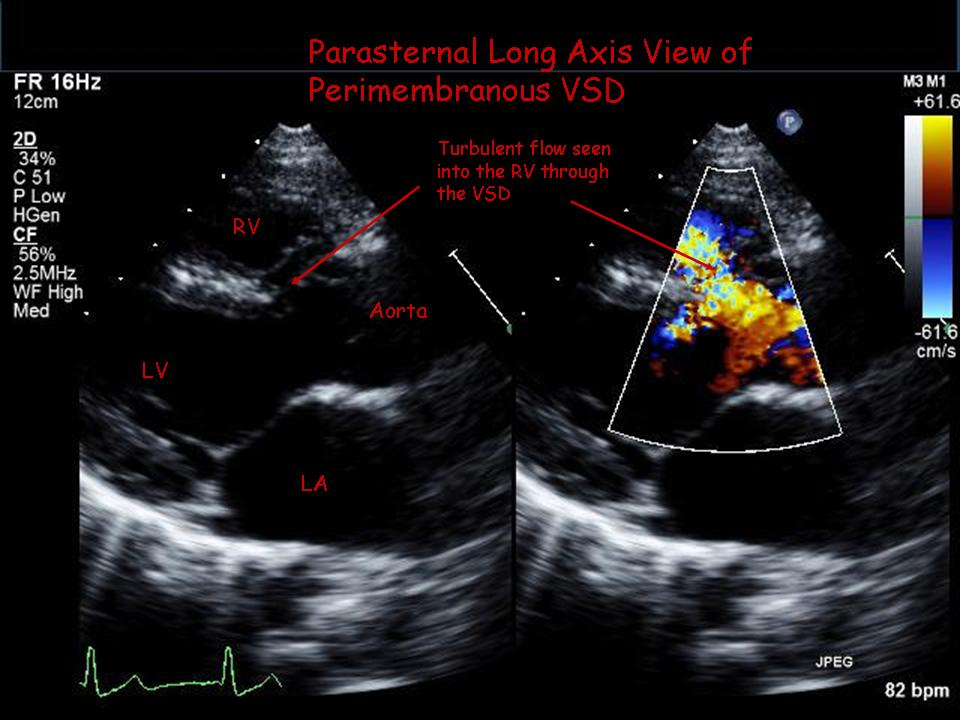 Parasternal Long Axis View of
Perimembranous VSD
FR 16Hz
12cm
2D
34%
C 51
P Low
HGen
CF
56%
2.5MHz
WF High
Med
Turbulent flow seen
into the RV through
the VSD
RV
Aorta
LV
LA
P
M3 M1
+61.6
-61.6
cm/s
JPEG
82 bpm